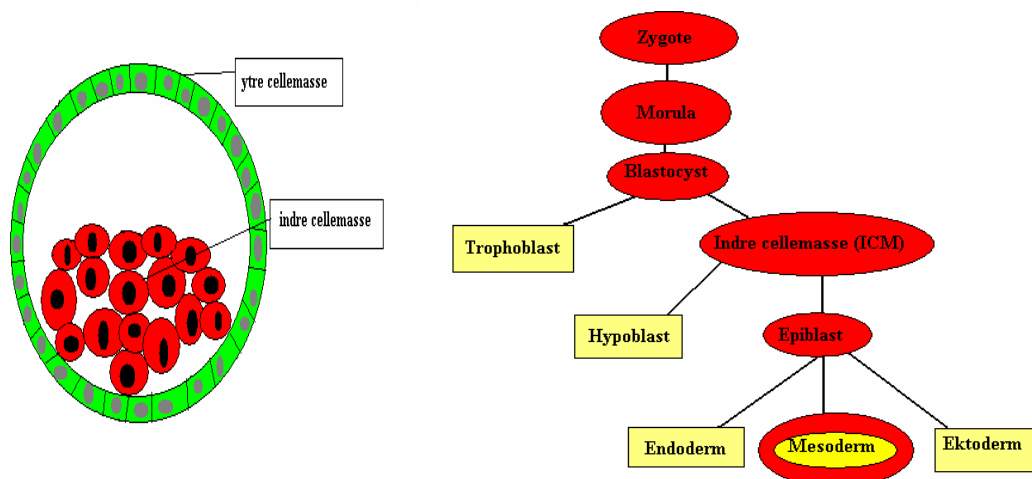 ytre cellemasse
indre cellemasse
Zygote
Morula
Blastocyst
Trophoblast
Indre cellemasse (ICM)
Hypoblast
Epiblast
Endoderm
Mesoderm
Ektoderm